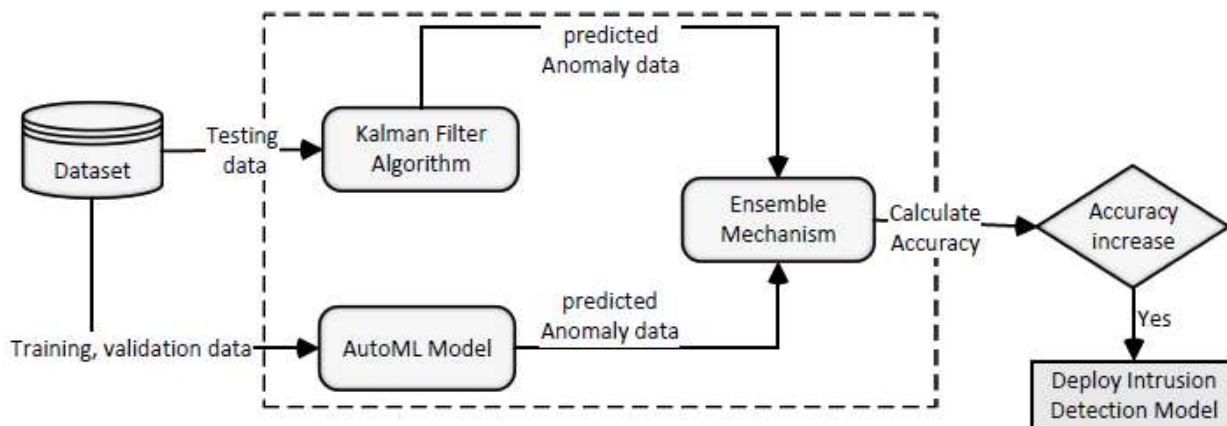 predicted
Anomaly data
Dataset
Testing
data
Kalman Filter
Algorithm
Ensemble
Mechanism
Calculate
Accuracy
Accuracy
increase
Training, validation data
AutoML Model
predicted
Anomaly data
Yes
Deploy Intrusion
Detection Model